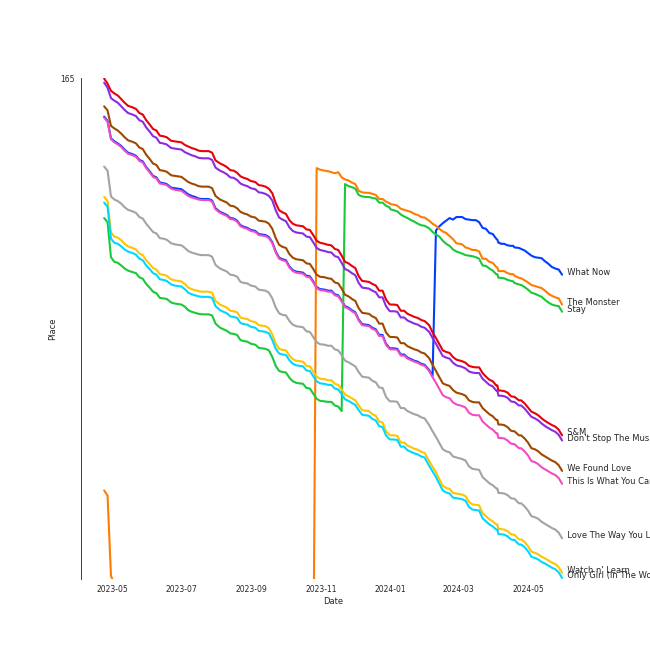 165
Place
What Now
The Monster
Stay
S&M
Don't Stop The Mus
We Found Love
This Is What You Ca
Love The Way You L
Watch n' Learn
Only Girl (In The Wo
2023-05 2023-07 2023-09 2023-11 2024-01 2024-03 2024-05
Date